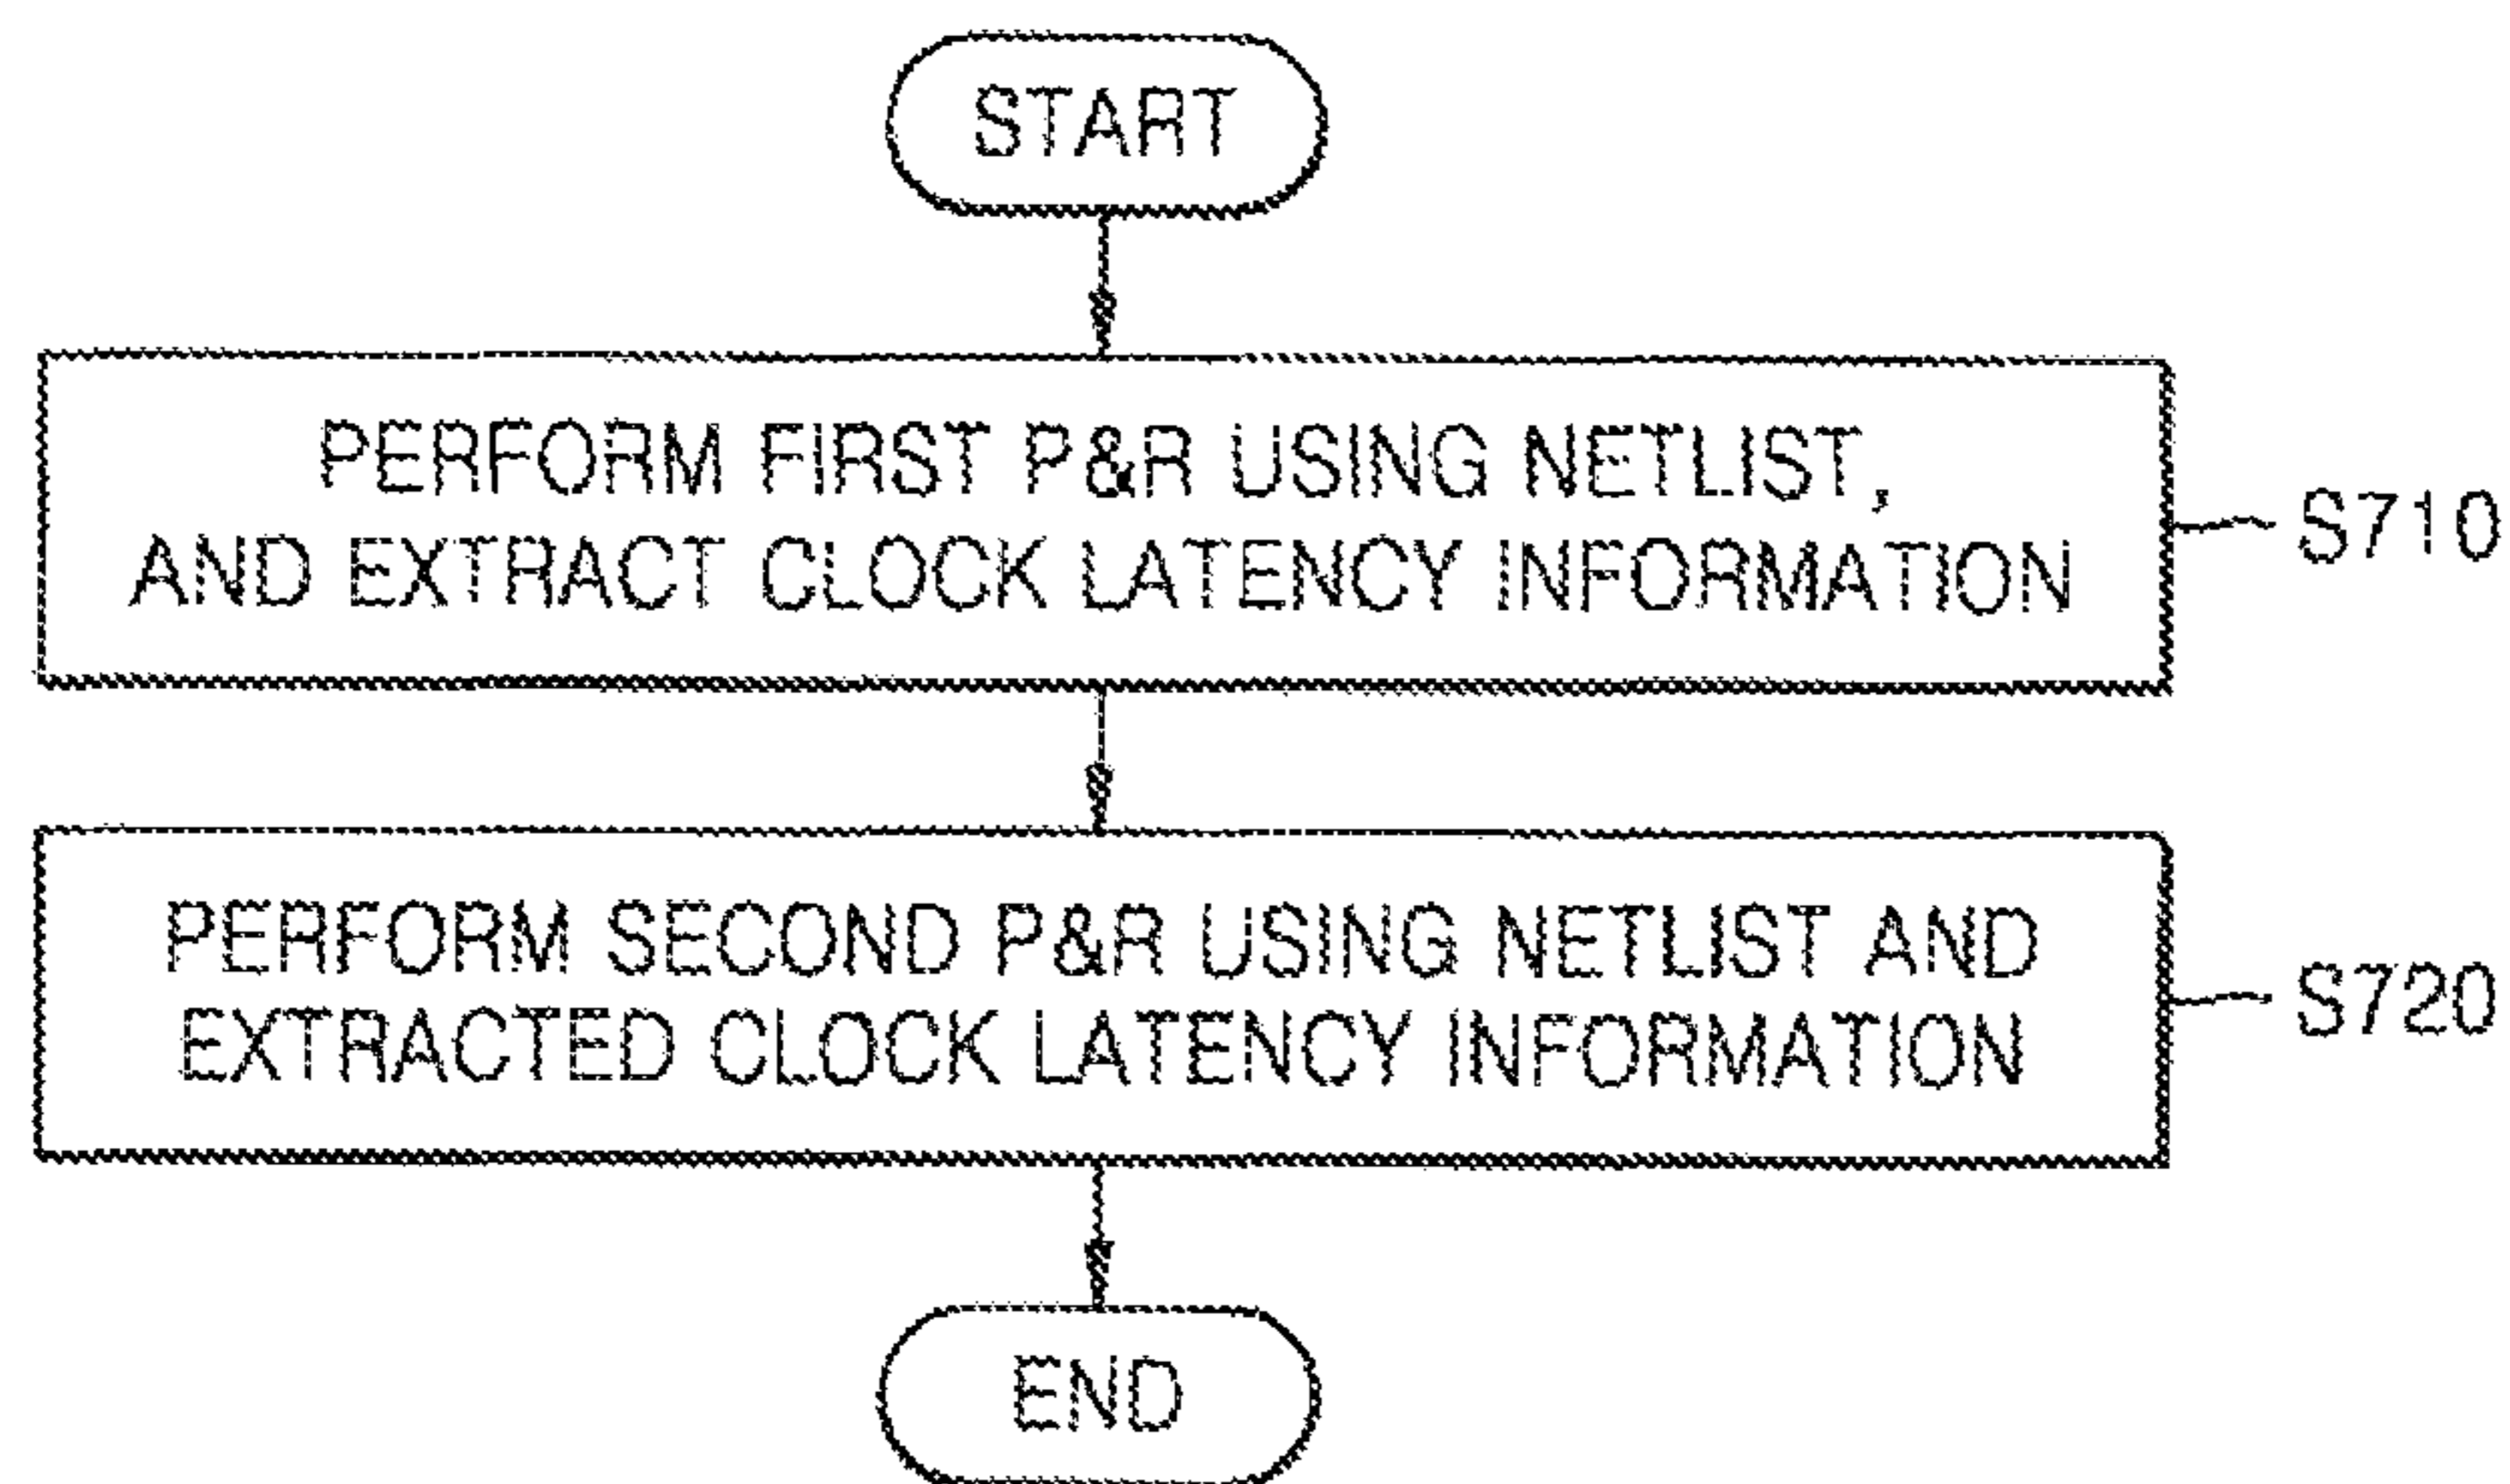 START
PERFORM FIRST P&R USING NETLIST,
AND EXTRACT CLOCK LATENCY INFORMATION
S710
PERFORM SECOND P&R USING NETLIST AND
EXTRACTED CLOCK LATENCY INFORMATION
S720
END